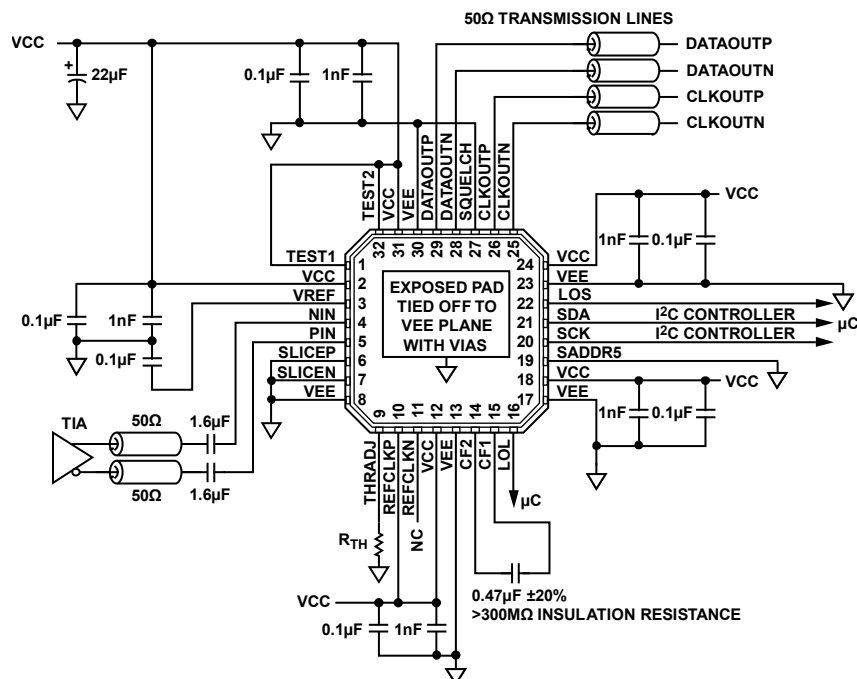 50Ω TRANSMISSION LINES
VCC
+
22µF
0.1µF
1nF
DATAOUTP
DATAOUTN
CLKOUTP
CLKOUTN
TEST2
VCC
VEE
DATAOUTP
DATAOUTN
SQUELCH
CLKOUTP
CLKOUTN
32
31
30
29
28
27
26
25
TEST1
1
VCC
2
VREF
3
NIN
4
PIN
5
SLICEP
6
SLICEN
7
VEE
8
0.1µF
1nF
0.1µF
EXPOSED PAD
TIED OFF TO
VEE PLANE
WITH VIAS
24
VCC
23
VEE
22
LOS
21
SDA
I2C CONTROLLER
20
SCK
I2C CONTROLLER
19
SADDR5
18
VCC
17
VEE
VCC
1nF
0.1µF
µC
VCC
1nF
0.1µF
TIA
50Ω
1.6µF
50Ω
1.6µF
9
10
11
12
13
14
15
16
THRADJ
REFCLKP
REFCLKN
VCC
VEE
CF2
CF1
LOL
µC
NC
RTH
0.47µF ±20%
>300MΩ INSULATION RESISTANCE
VCC
0.1µF
1nF